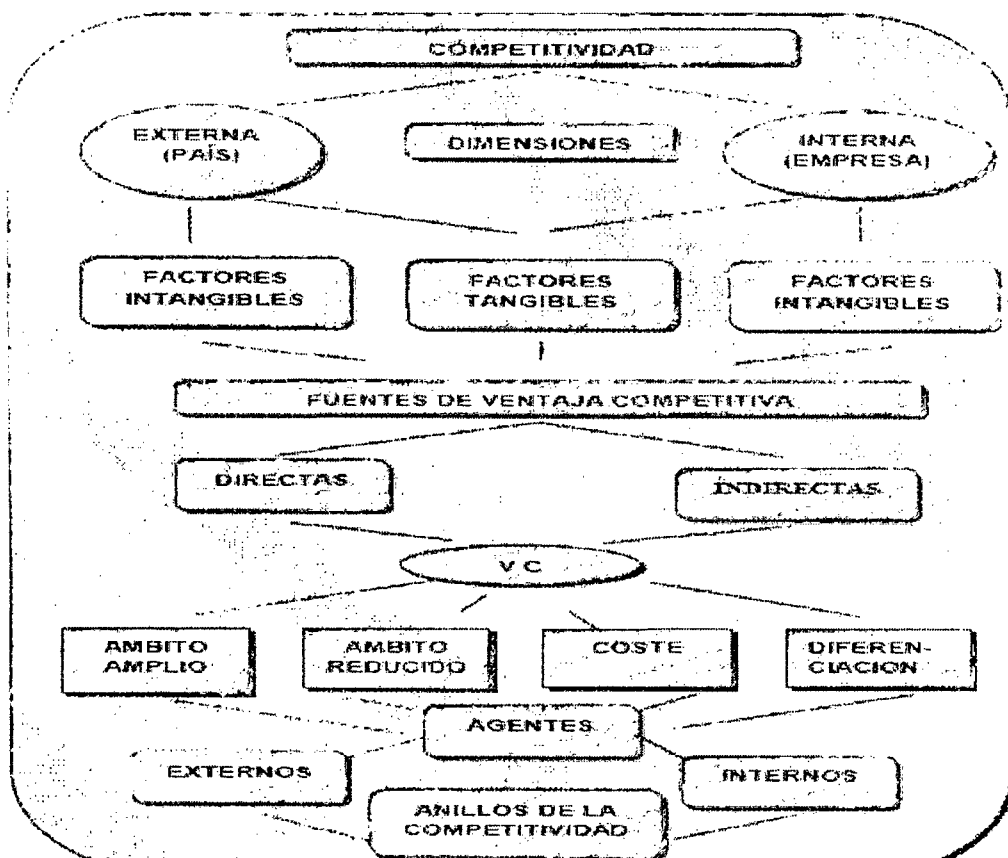 COMPETITIVIDAD
EXTERNA
(PAÍS)
DIMENSIONES
INTERNA
(EMPRESA)
FACTORES
INTANGIBLES
FACTORES
TANGIBLES
FACTORES
INTANGIBLES
FUENTES DE VENTAJA COMPETITIVA
DIRECTAS
INDIRECTAS
V C
AMBITO
AMPLIO
AMBITO
REDUCIDO
COSTE
DIFEREN-
CIACION
AGENTES
EXTERNOS
INTERNOS
ANILLOS DE LA
COMPETITIVIDAD